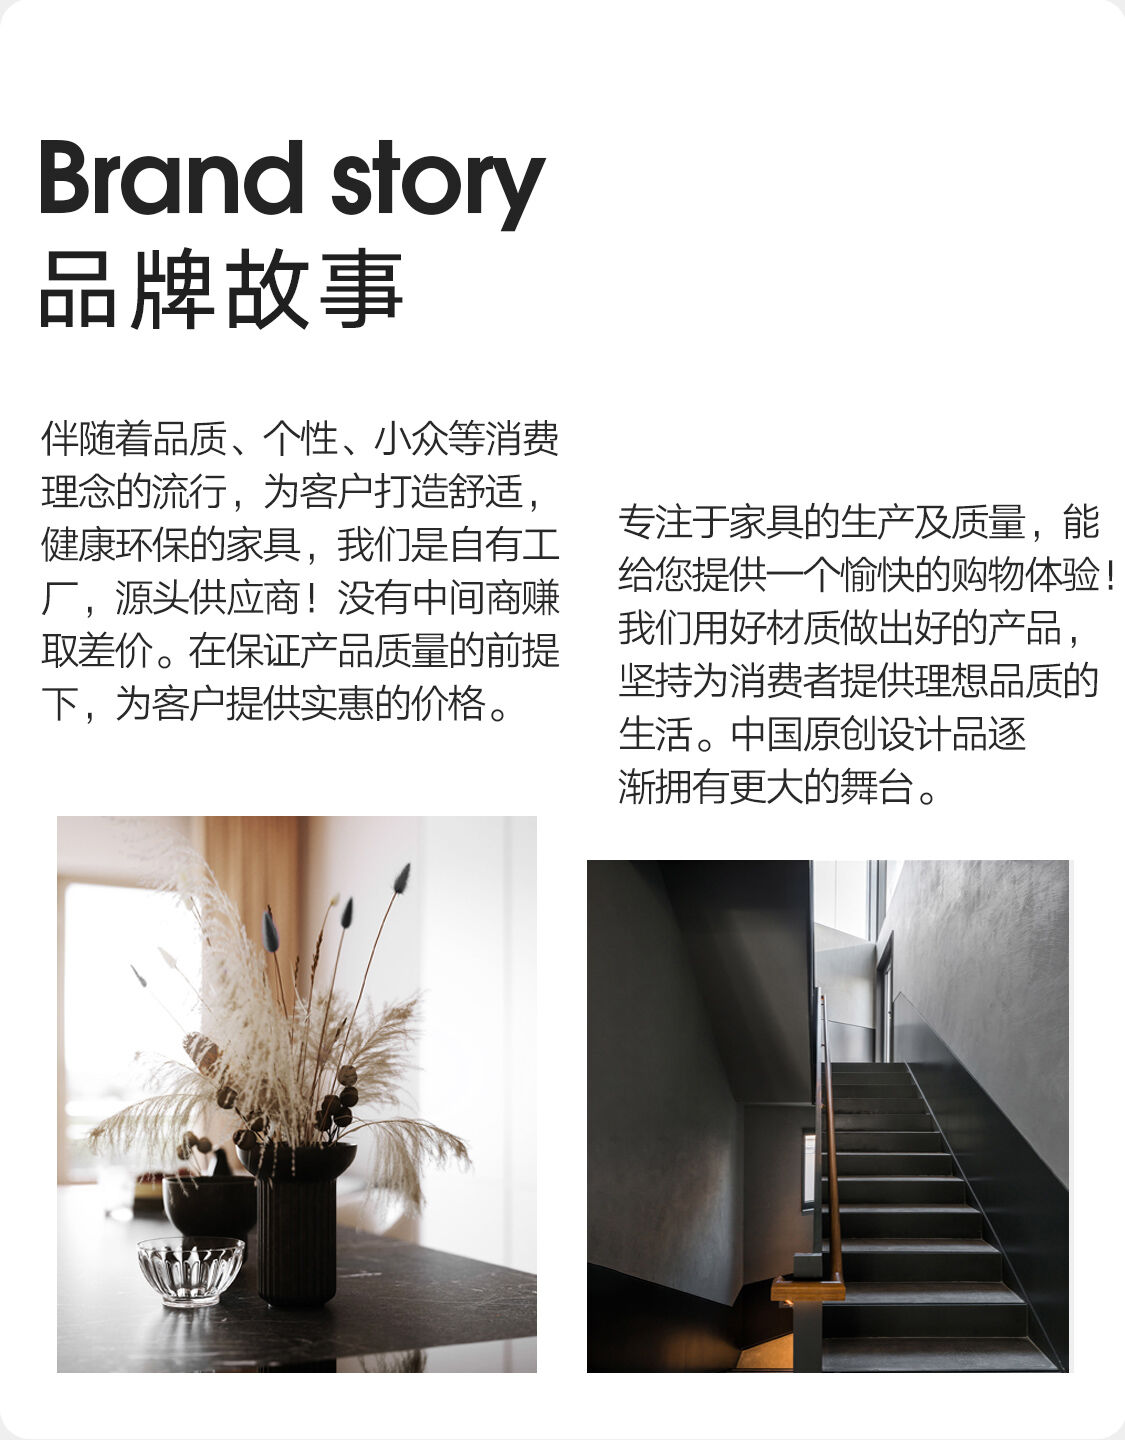 Brand story
品牌故事
伴随着品质、个性、小众等消费
理念的流行，为客户打造舒适，
健康环保的家具，我们是自有工
厂，源头供应商！没有中间商赚
取差价。在保证产品质量的前提
下，为客户提供实惠的价格。
专注于家具的生产及质量，能
给您提供一个愉快的购物体验！
我们用好材质做出好的产品，
坚持为消费者提供理想品质的
生活。中国原创设计品逐
渐拥有更大的舞台。